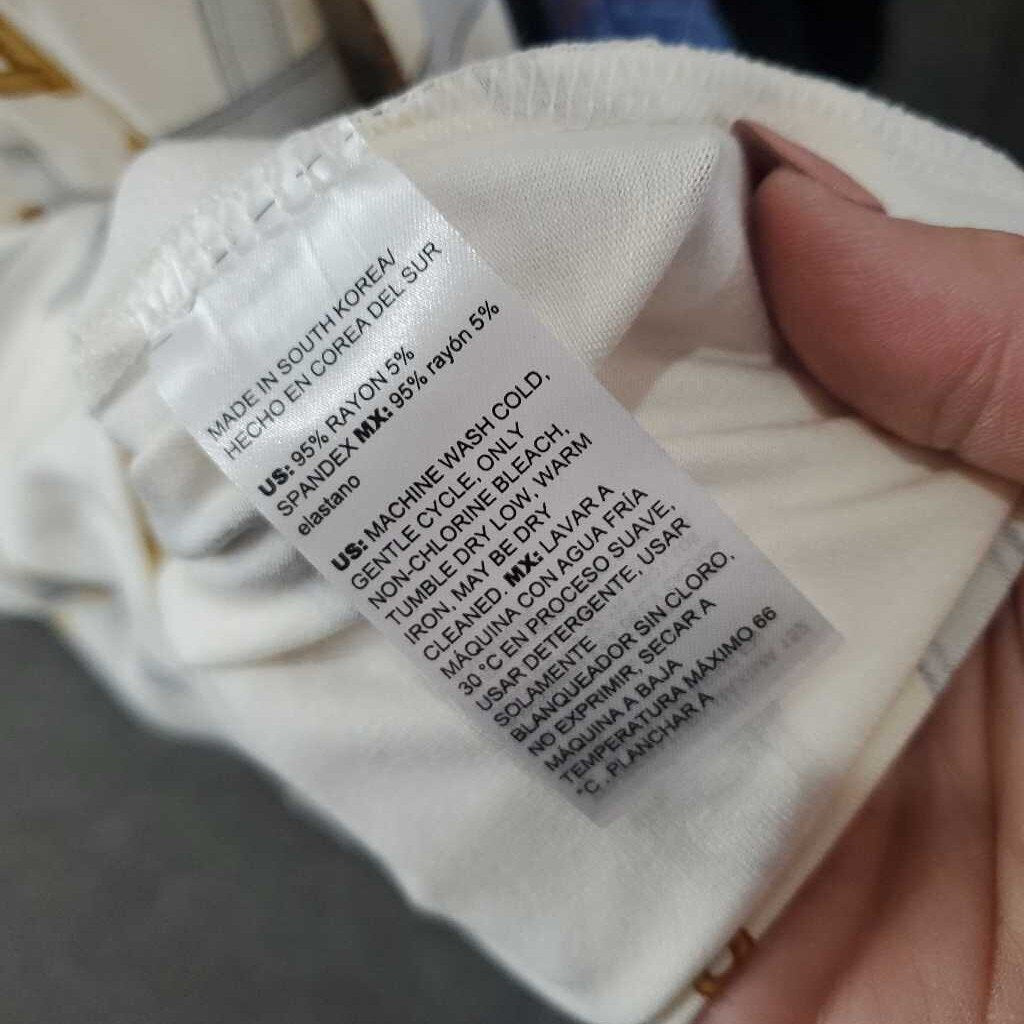 MADE IN SOUTH KOREA/
HECHO EN COREA DEL SUR
US: 95% RAYON 5%
SPANDEX MX: 95% rayón 5%
elastano
US: MACHINE WASH COLD,
GENTLE CYCLE, ONLY
NON-CHLORINE BLEACH,
TUMBLE DRY LOW, WARM
IRON, MAY BE DRY
CLEANED. MX: LAVAR A
MÁQUINA CON AGUA FRÍA
30 °C EN PROCESO SUAVE,
USAR DETERGENTE, USAR
SOLAMENTE
BLANQUEADOR SIN CLORO,
NO EXPRIMIR, SECAR A
MÁQUINA A BAJA
TEMPERATURA MÁXIMO 66
°C , PLANCHAR A